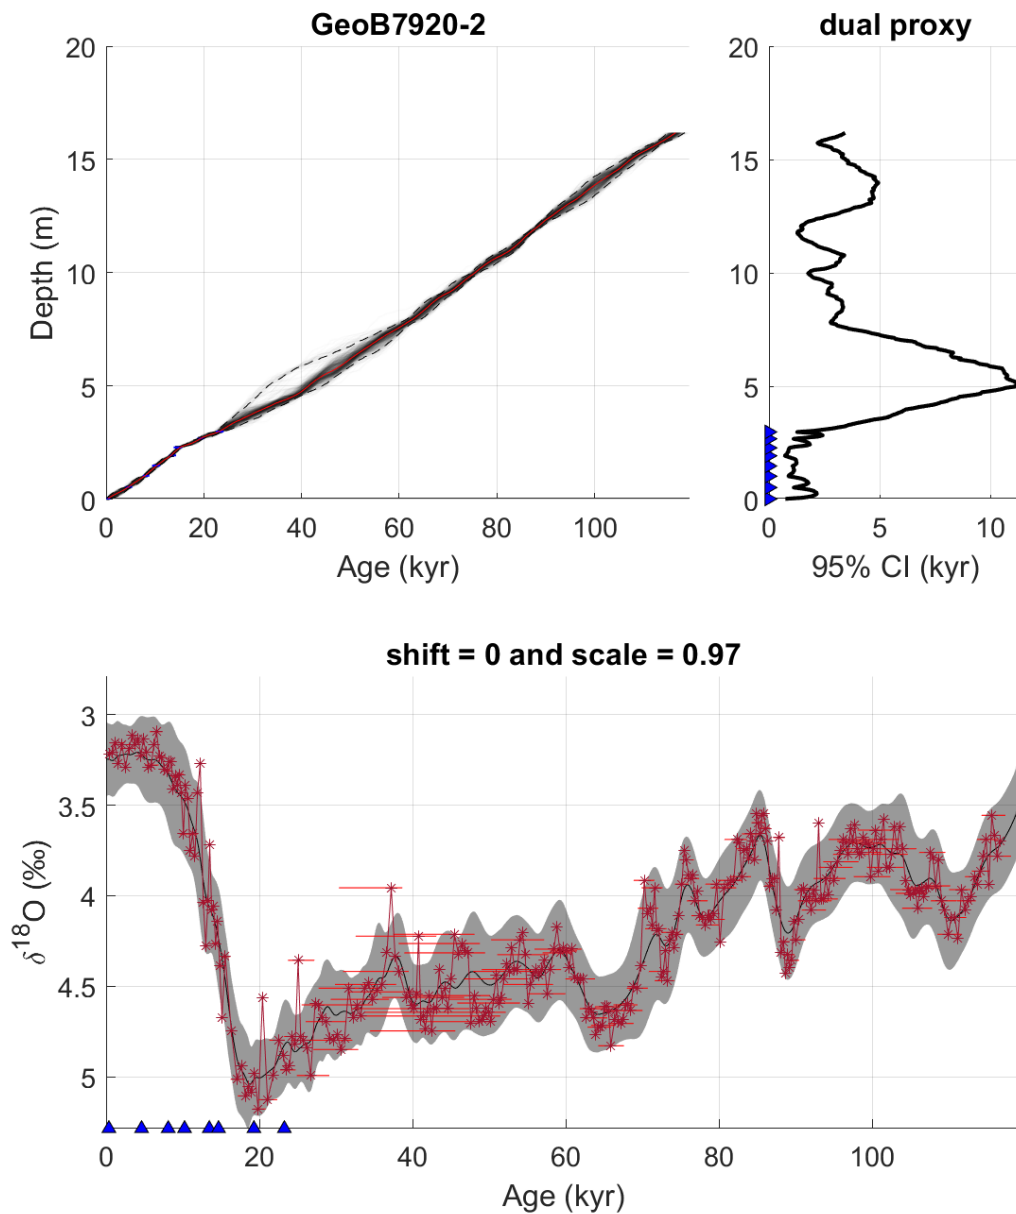 GeoB7920-2
dual proxy
20
15
10
5
0
Depth (m)
0 20 40 60 80 100
Age (kyr)
20
15
10
5
0
0 5 10
95% CI (kyr)
shift = 0 and scale = 0.97
3
3.5
4
4.5
5
δ¹⁸O (‰)
0 20 40 60 80 100
Age (kyr)